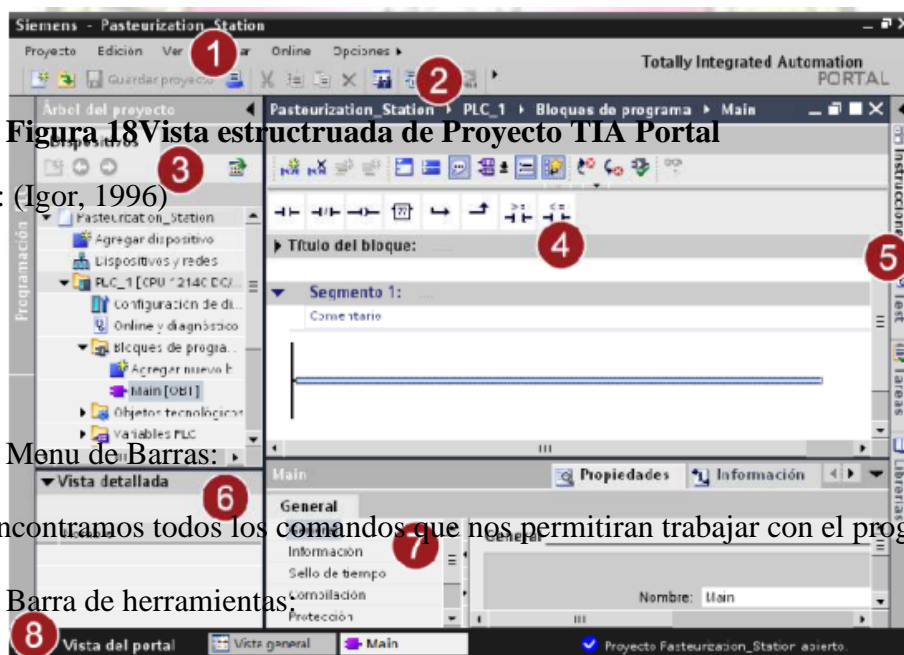 Siemens - Pasteurization_Station
Proyecto Edición Ver Online Opciones
1
Guardar proyecto
2
Totally Integrated Automation
PORTAL
Árbol del proyecto
Pasteurization_Station PLC_1 Bloques de programa Main
Figura 18Vista estructruada de Proyecto TIA Portal
Dispositivos
3
: (Igor, 1996)
Programación
Instrucciones
Test
Tareas
Librerías
Pasteurization_Station
Agregar dispositivo
Dispositivos y redes
PLC_1 [CPU 1214C DC/...
Configuración de di...
Online y diagnóstico
Bloques de progra...
Agregar nuevo b
Main [OB1]
Objetos tecnológicos
Variables PLC
4
5
Título del bloque:
Segmento 1:
Comentario
Menu de Barras:
Vista detallada
6
Main
Propiedades Información
General
ncontramos todos los comandos que nos permitiran trabajar con el prog
7
General
Información
Sello de tiempo
Compilación
Protección
Nombre: Main
Barra de herramientas:
8
Vista del portal Vista general Main
Proyecto Pasteurization_Station abierto.